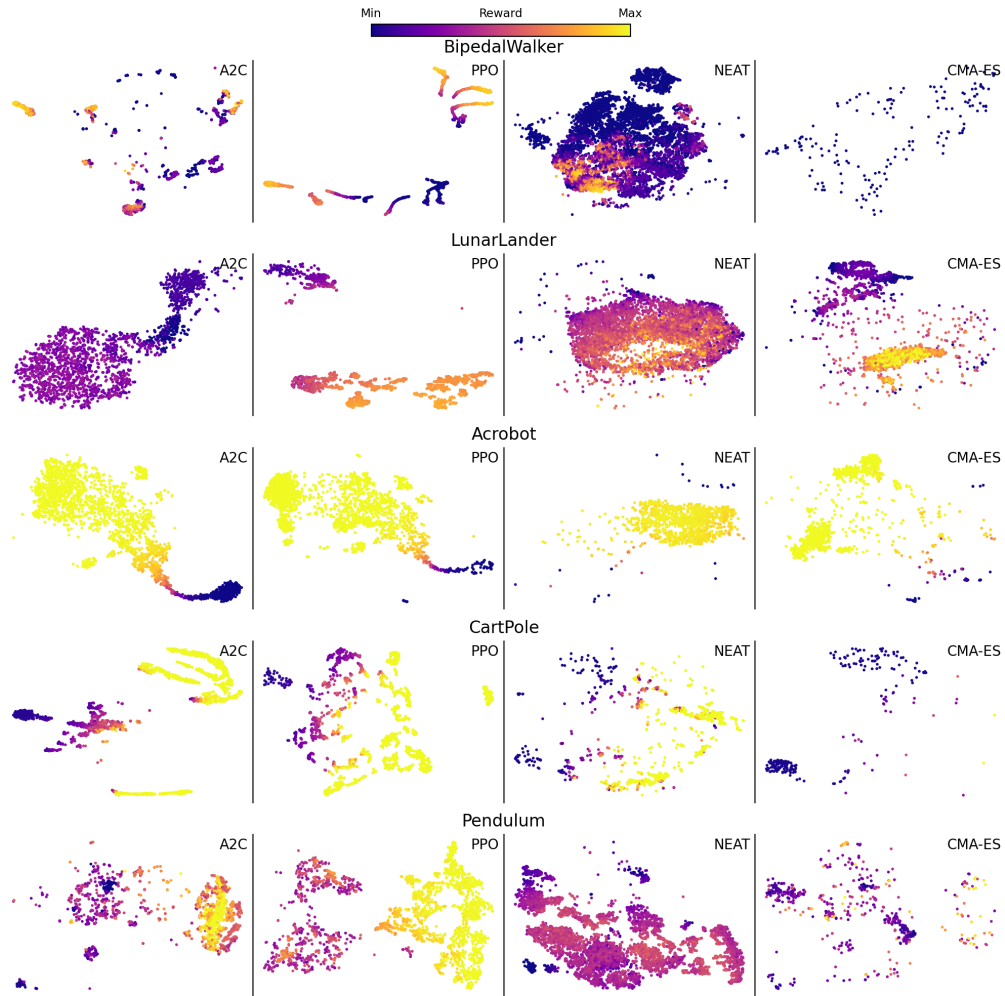 Min Reward Max
BipedalWalker
A2C PPO NEAT CMA-ES
LunarLander
A2C PPO NEAT CMA-ES
Acrobot
A2C PPO NEAT CMA-ES
CartPole
A2C PPO NEAT CMA-ES
Pendulum
A2C PPO NEAT CMA-ES